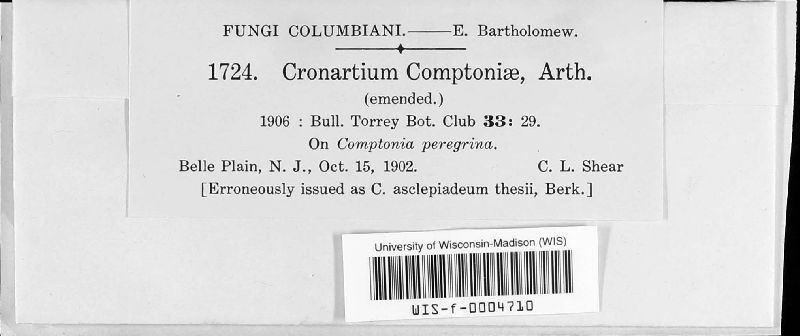 FUNGI COLUMBIANI.——E. Bartholomew.
1724. Cronartium Comptoniæ, Arth.
(emended.)
1906 : Bull. Torrey Bot. Club 33: 29.
On Comptonia peregrina.
Belle Plain, N. J., Oct. 15, 1902. C. L. Shear
[Erroneously issued as C. asclepiadeum thesii, Berk.]
University of Wisconsin-Madison (WIS)
WIS-f-0004710